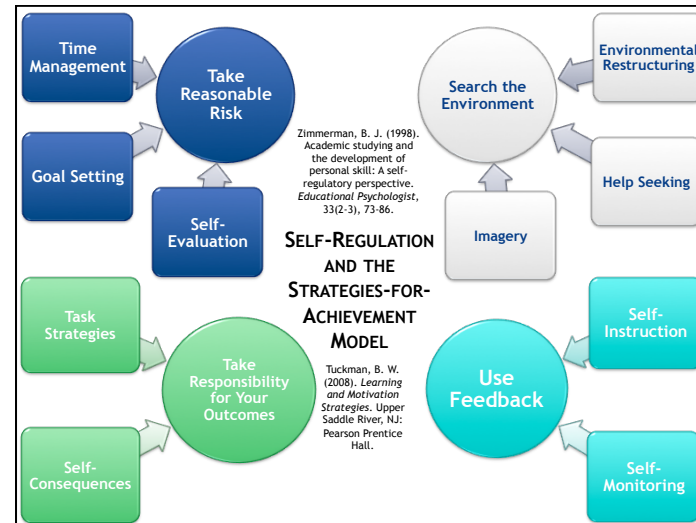 Time
Management
Take
Reasonable
Risk
Goal Setting
Self-
Evaluation
Search the
Environment
Environmental
Restructuring
Help Seeking
Imagery
Zimmerman, B. J. (1998).
Academic studying and
the development of
personal skill: A self-
regulatory perspective.
Educational Psychologist,
33(2-3), 73-86.
SELF-REGULATION
AND THE
STRATEGIES-FOR-
ACHIEVEMENT
MODEL
Tuckman, B. W.
(2008). Learning
and Motivation
Strategies. Upper
Saddle River, NJ:
Pearson Prentice
Hall.
Task
Strategies
Take
Responsibility
for Your
Outcomes
Self-
Consequences
Use
Feedback
Self-
Instruction
Self-
Monitoring